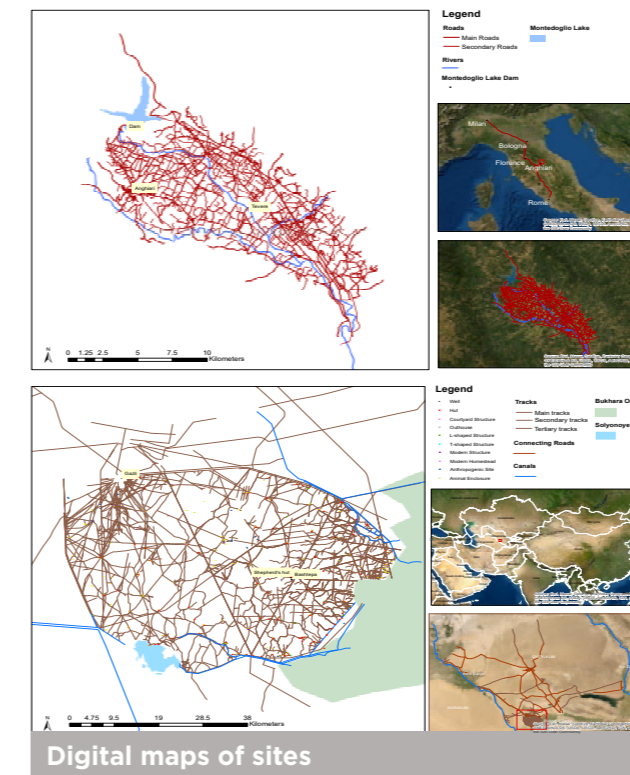 Legend
Roads
Main Roads
Secondary Roads
Rivers
Montedoglio Lake Dam
Montedoglio Lake
Dam
Anghiari
Tevere
N
0 1.25 2.5 5 7.5 10
Kilometers
Milan
Bologna
Florence
Anghiari
Rome
Legend
Well
Hut
Courtyard Structure
Outhouse
L-shaped Structure
T-shaped Structure
Modern Structure
Modern Homestead
Anthropogenic Site
Animal Enclosure
Tracks
Main tracks
Secondary tracks
Tertiary tracks
Connecting Roads
Canals
Bukhara O
Solyonoye
Gazli
Shepherd's hut
Bashtepa
N
0 4.75 9.5 19 28.5 38
Kilometers
Digital maps of sites